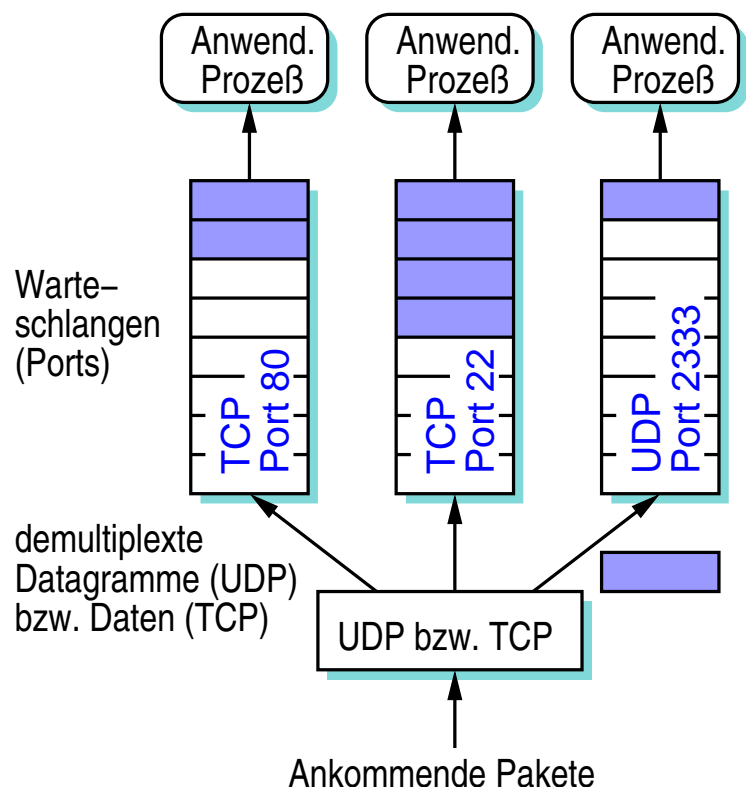 Anwend.
Prozeß
Anwend.
Prozeß
Anwend.
Prozeß
Warte–
schlangen
(Ports)
TCP
Port 80
TCP
Port 22
UDP
Port 2333
demultiplexte
Datagramme (UDP)
bzw. Daten (TCP)
UDP bzw. TCP
Ankommende Pakete